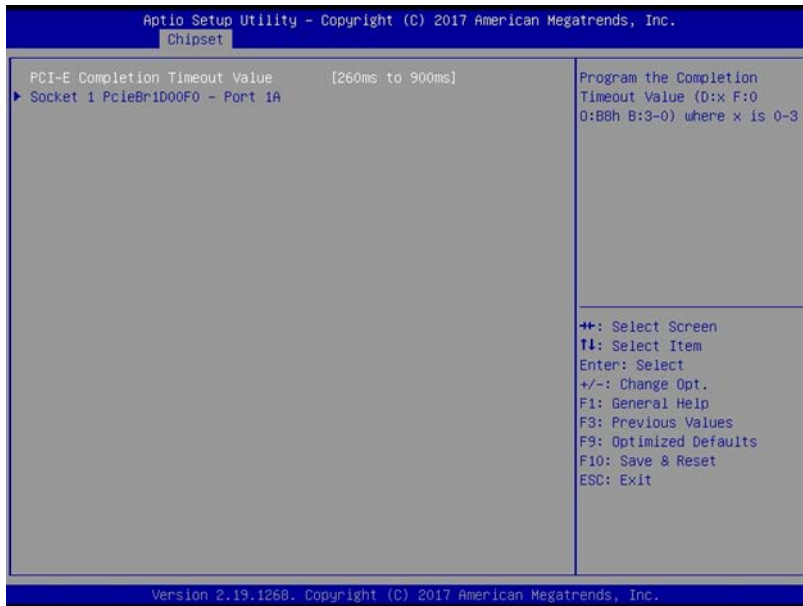 Aptio Setup Utility – Copyright (C) 2017 American Megatrends, Inc.
Chipset
PCI-E Completion Timeout Value [260ms to 900ms]
Socket 1 PcieBr1D00F0 – Port 1A
Program the Completion
Timeout Value (D:x F:0
O:B8h B:3-0) where x is 0-3
→←: Select Screen
↑↓: Select Item
Enter: Select
+/-: Change Opt.
F1: General Help
F3: Previous Values
F9: Optimized Defaults
F10: Save & Reset
ESC: Exit
Version 2.19.1268. Copyright (C) 2017 American Megatrends, Inc.